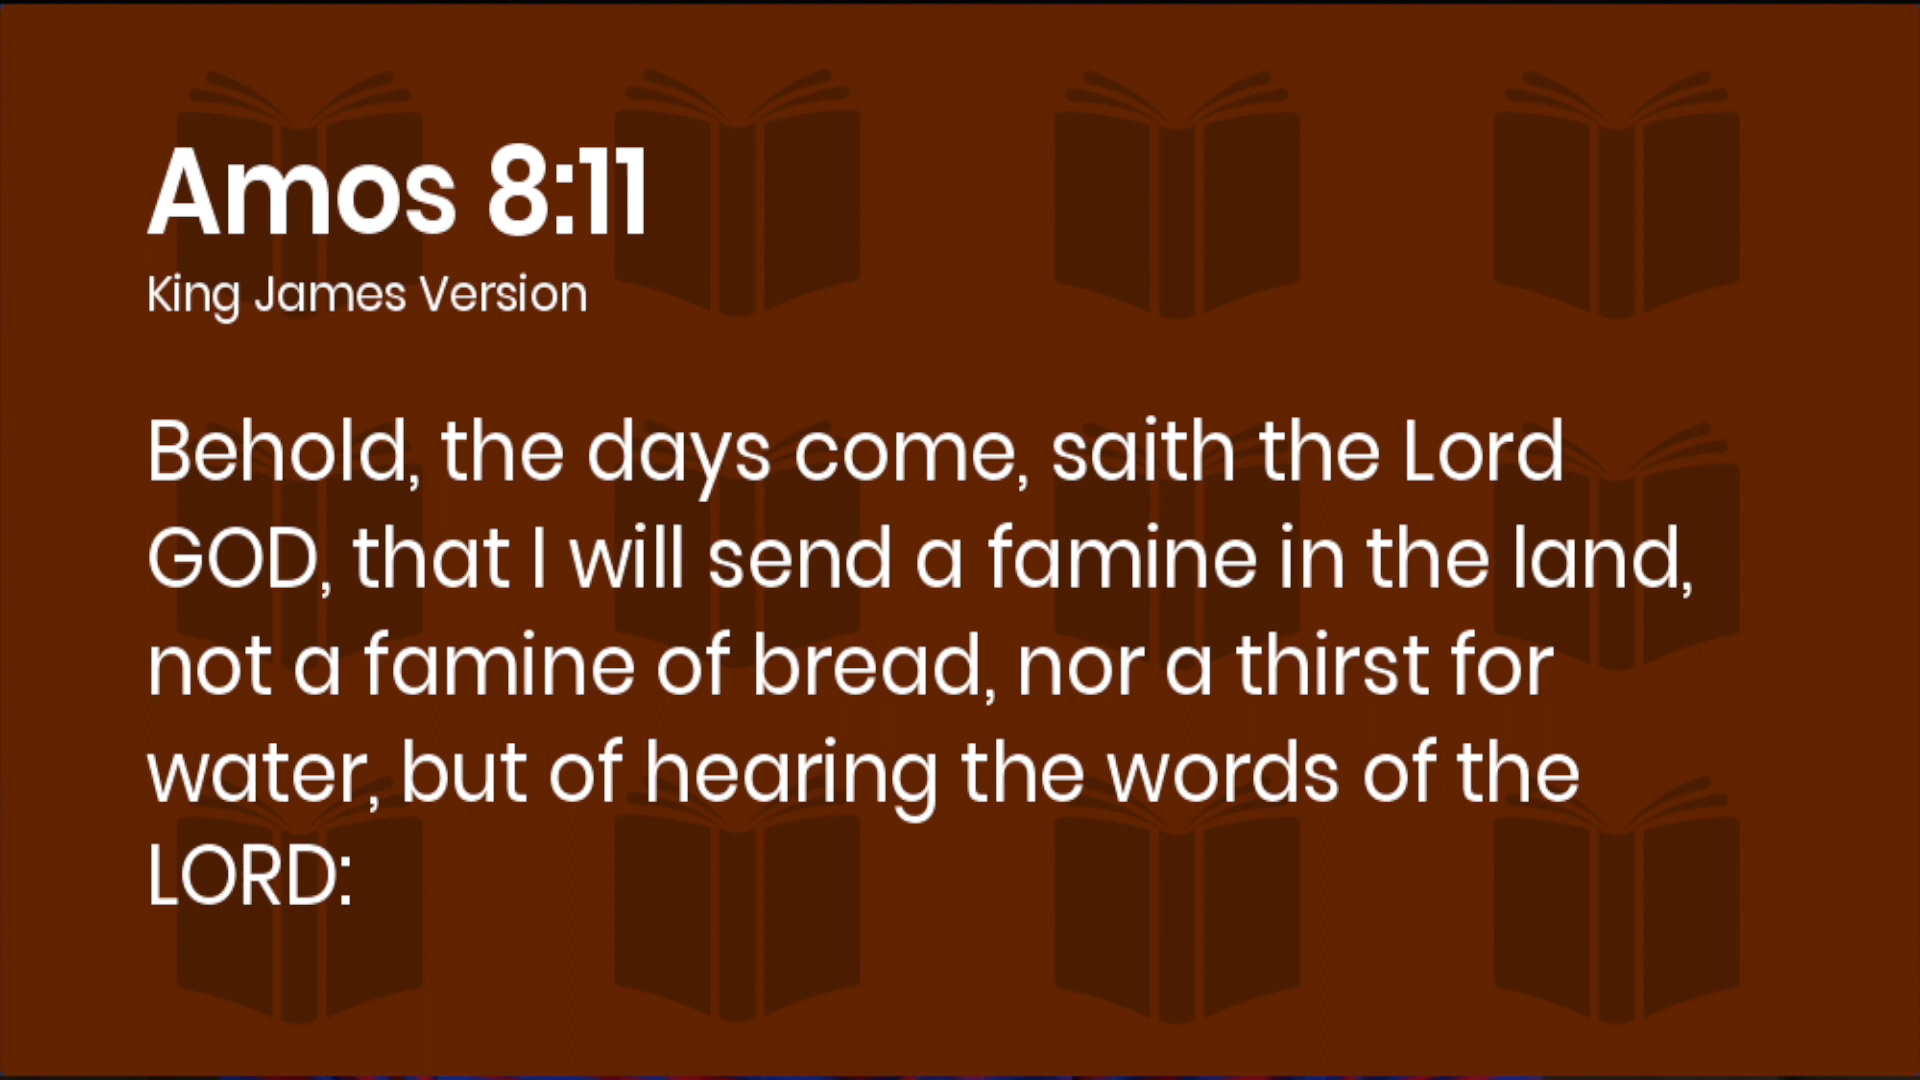 Amos 8:11
King James Version
Behold, the days come, saith the Lord
GOD, that I will send a famine in the land,
not a famine of bread, nor a thirst for
water, but of hearing the words of the
LORD: